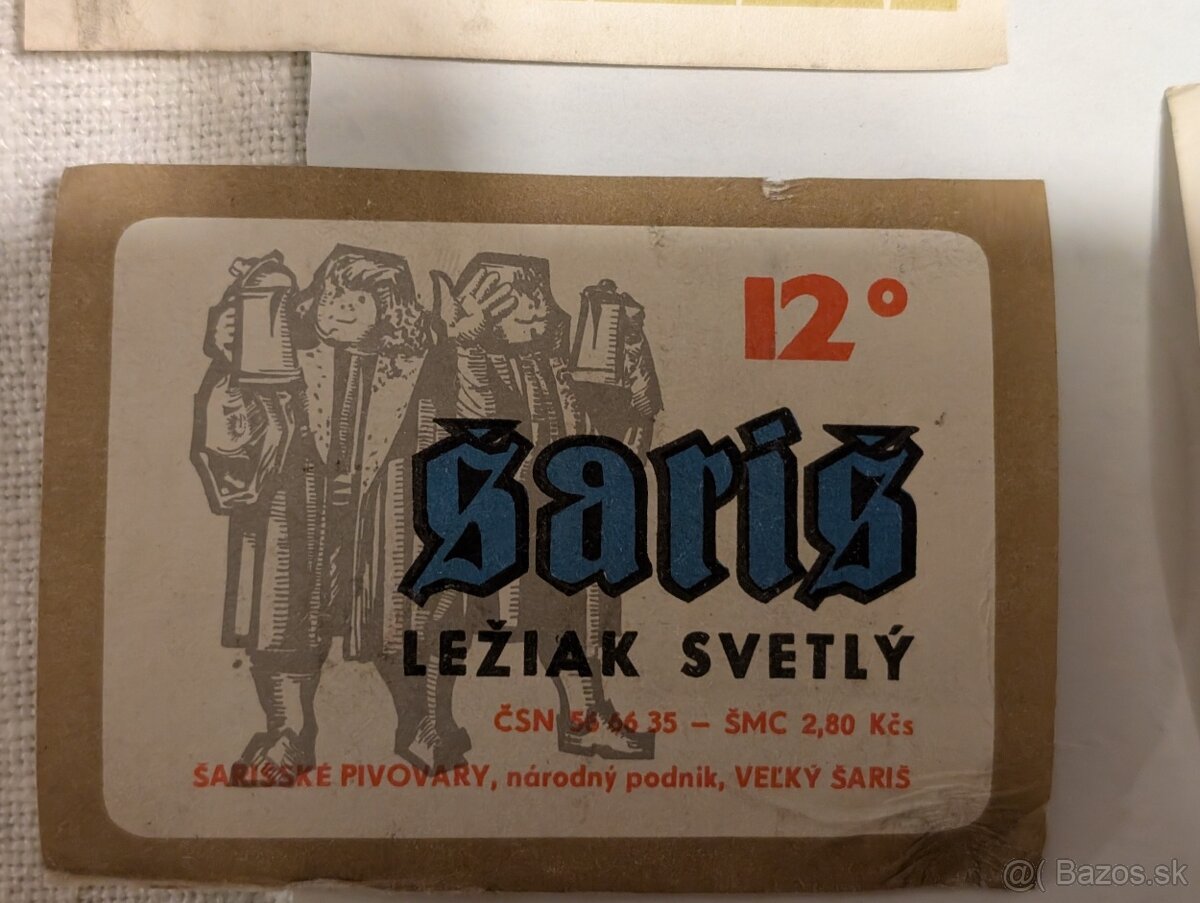 12°
šariš
LEŽIAK SVETLÝ
ČSN 56 66 35 — ŠMC 2,80 Kčs
ŠARIŠSKÉ PIVOVARY, národný podnik, VEĽKÝ ŠARIŠ
@( Bazos.sk